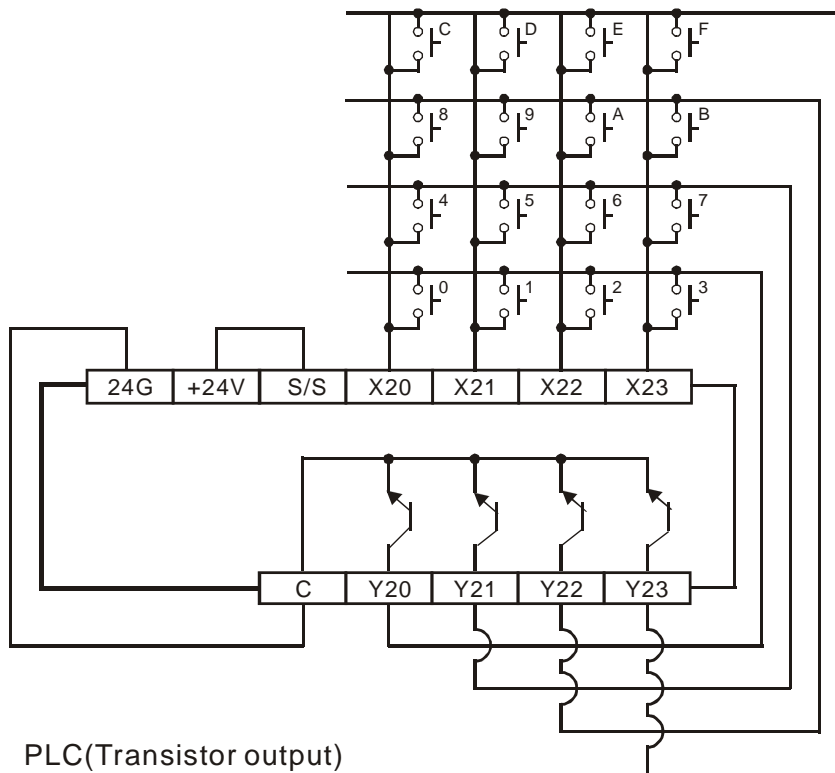 C D E F
8 9 A B
4 5 6 7
0 1 2 3
24G +24V S/S X20 X21 X22 X23
C Y20 Y21 Y22 Y23
PLC(Transistor output)